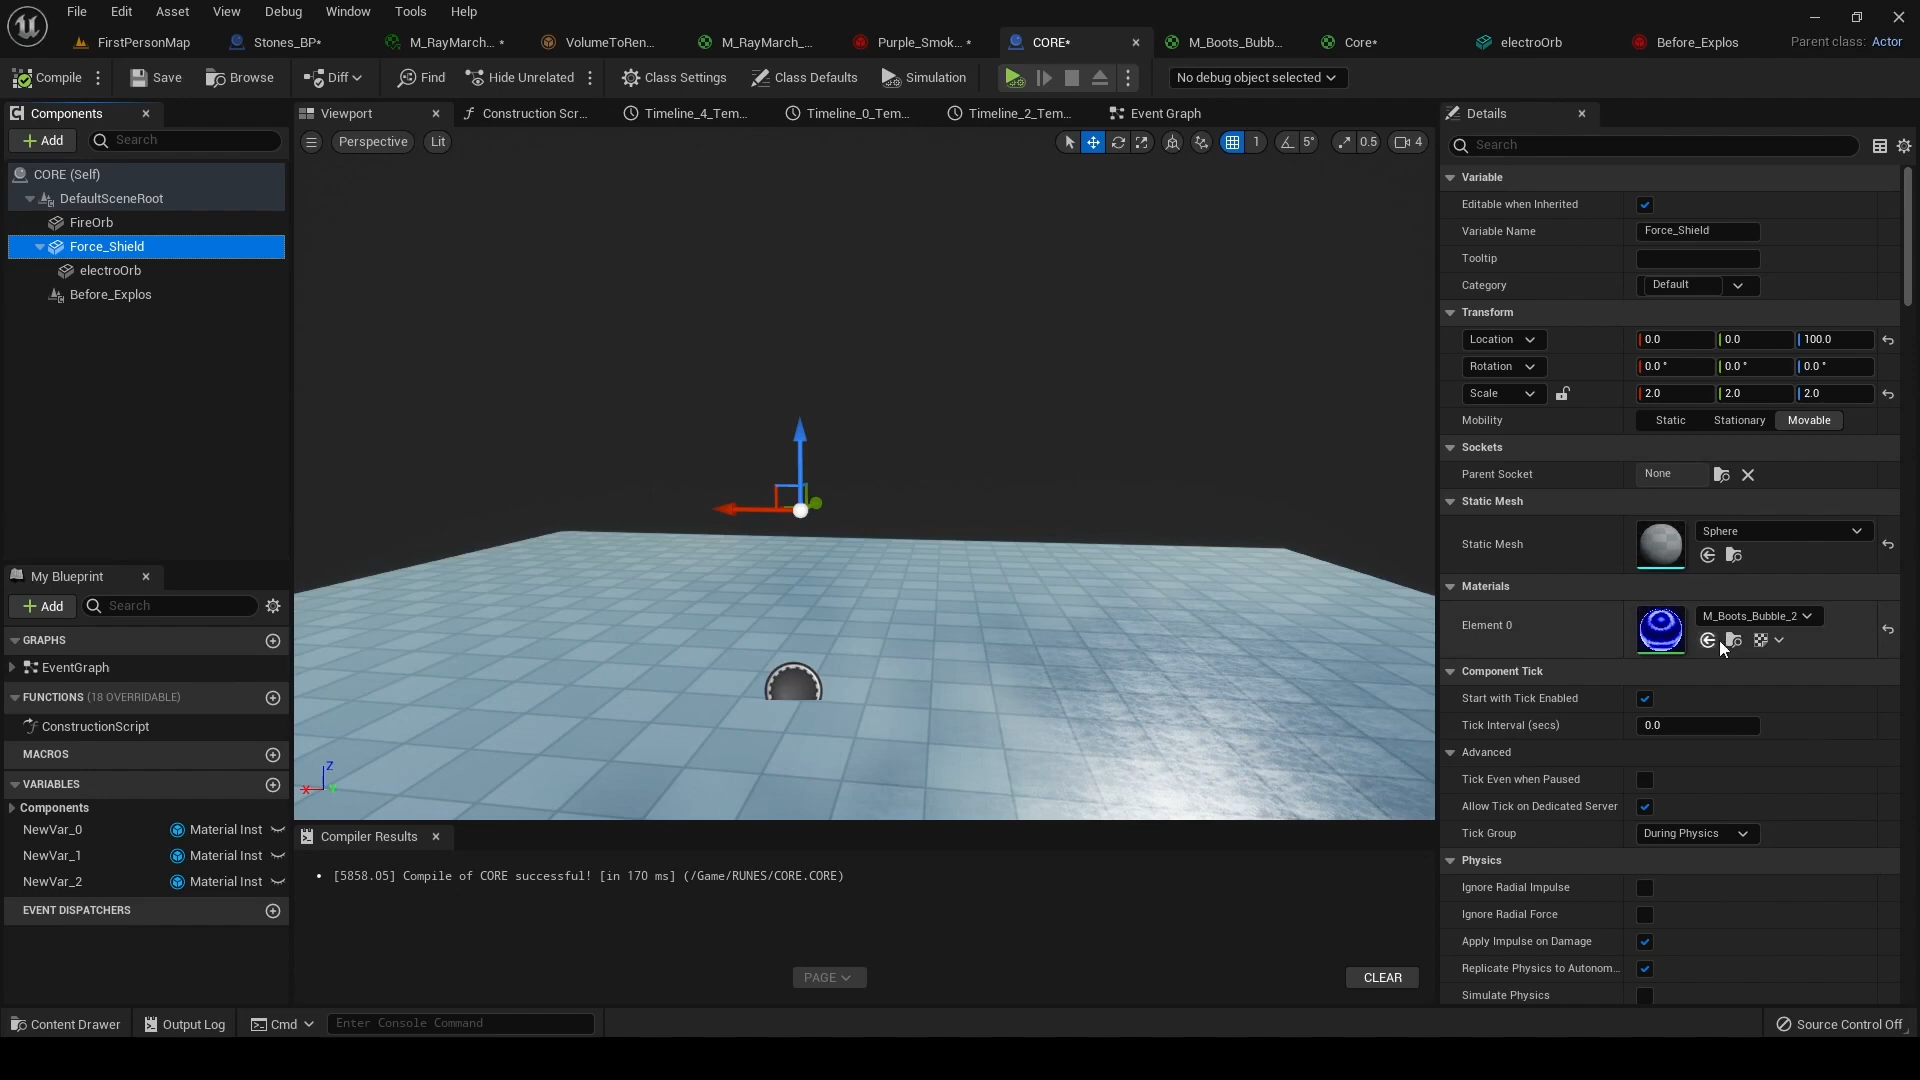 File Edit Asset View Debug Window Tools Help
FirstPersonMap Stones_BP* M_RayMarch... * VolumeToRen... M_RayMarch_... Purple_Smok... * CORE* M_Boots_Bubb... Core* electroOrb Before_Explos Parent class: Actor
Compile Save Browse Diff Find Hide Unrelated Class Settings Class Defaults Simulation No debug object selected
Components
Add Search
CORE (Self)
DefaultSceneRoot
FireOrb
Force_Shield
electroOrb
Before_Explos
My Blueprint
Add Search
GRAPHS
EventGraph
FUNCTIONS (18 OVERRIDABLE)
ConstructionScript
MACROS
VARIABLES
Components
NewVar_0 Material Inst
NewVar_1 Material Inst
NewVar_2 Material Inst
EVENT DISPATCHERS
Viewport Construction Scr... Timeline_4_Tem... Timeline_0_Tem... Timeline_2_Tem... Event Graph
Perspective Lit 1 5° 0.5 4
Z
X
Compiler Results
• [5858.05] Compile of CORE successful! [in 170 ms] (/Game/RUNES/CORE.CORE)
PAGE CLEAR
Details
Search
Variable
Editable when Inherited
Variable Name Force_Shield
Tooltip
Category Default
Transform
Location 0.0 0.0 100.0
Rotation 0.0 ° 0.0 ° 0.0 °
Scale 2.0 2.0 2.0
Mobility Static Stationary Movable
Sockets
Parent Socket None
Static Mesh
Static Mesh Sphere
Materials
Element 0 M_Boots_Bubble_2
Component Tick
Start with Tick Enabled
Tick Interval (secs) 0.0
Advanced
Tick Even when Paused
Allow Tick on Dedicated Server
Tick Group During Physics
Physics
Ignore Radial Impulse
Ignore Radial Force
Apply Impulse on Damage
Replicate Physics to Autonom...
Simulate Physics
Content Drawer Output Log Cmd Enter Console Command Source Control Off